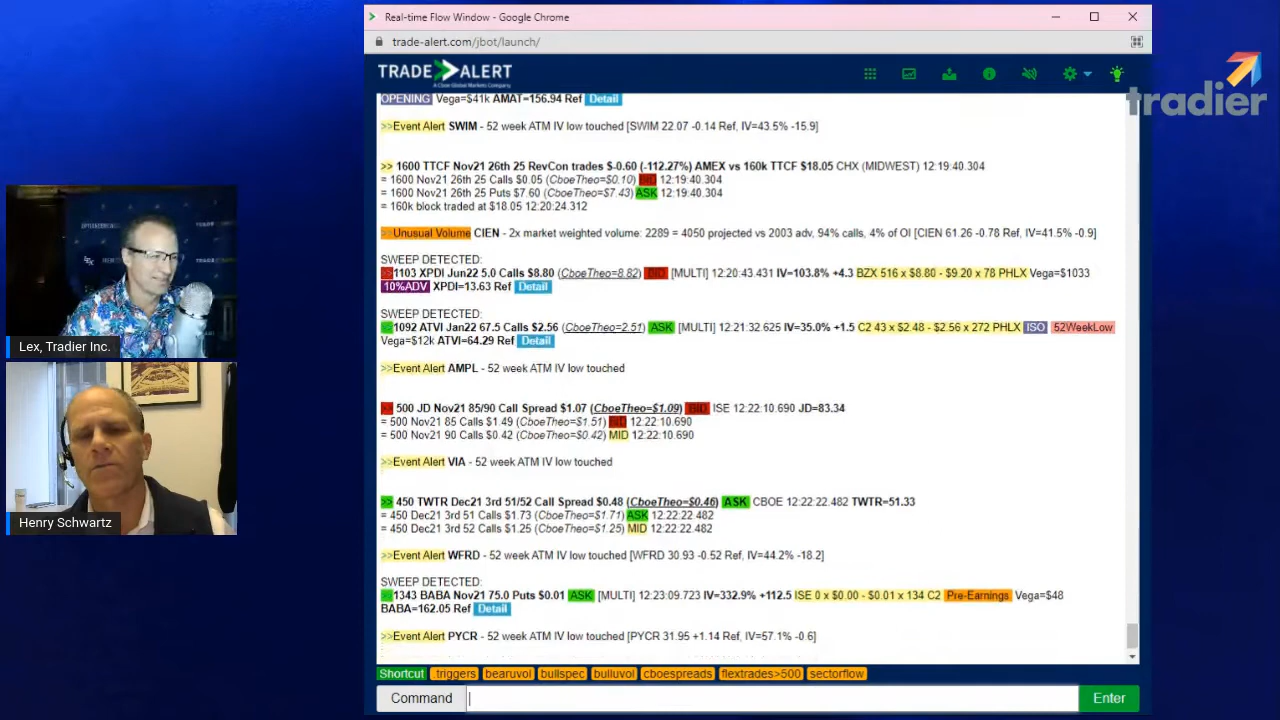 Real-time Flow Window - Google Chrome
trade-alert.com/jbot/launch/
TRADE ALERT
A Cboe Global Markets Company
tradier
OPENING Vega=$41k AMAT=156.94 Ref Detail
>>Event Alert SWIM - 52 week ATM IV low touched [SWIM 22.07 -0.14 Ref, IV=43.5% -15.9]
>> 1600 TTCF Nov21 26th 25 RevCon trades $-0.60 (-112.27%) AMEX vs 160k TTCF $18.05 CHX (MIDWEST) 12:19:40.304
= 1600 Nov21 26th 25 Calls $0.05 (CboeTheo=$0.10) BID 12:19:40.304
= 1600 Nov21 26th 25 Puts $7.60 (CboeTheo=$7.43) ASK 12:19:40.304
= 160k block traded at $18.05 12:20:24.312
>>Unusual Volume CIEN - 2x market weighted volume: 2289 = 4050 projected vs 2003 adv, 94% calls, 4% of OI [CIEN 61.26 -0.78 Ref, IV=41.5% -0.9]
SWEEP DETECTED:
>>1103 XPDI Jun22 5.0 Calls $8.80 (CboeTheo=8.82) BID [MULTI] 12:20:43.431 IV=103.8% +4.3 BZX 516 x $8.80 - $9.20 x 78 PHLX Vega=$1033
10%ADV XPDI=13.63 Ref Detail
SWEEP DETECTED:
>>1092 ATVI Jan22 67.5 Calls $2.56 (CboeTheo=2.51) ASK [MULTI] 12:21:32.625 IV=35.0% +1.5 C2 43 x $2.48 - $2.56 x 272 PHLX ISO 52WeekLow
Vega=$12k ATVI=64.29 Ref Detail
>>Event Alert AMPL - 52 week ATM IV low touched
>> 500 JD Nov21 85/90 Call Spread $1.07 (CboeTheo=$1.09) BID ISE 12:22:10.690 JD=83.34
= 500 Nov21 85 Calls $1.49 (CboeTheo=$1.51) BID 12:22:10.690
= 500 Nov21 90 Calls $0.42 (CboeTheo=$0.42) MID 12:22:10.690
>>Event Alert VIA - 52 week ATM IV low touched
>> 450 TWTR Dec21 3rd 51/52 Call Spread $0.48 (CboeTheo=$0.46) ASK CBOE 12:22:22.482 TWTR=51.33
= 450 Dec21 3rd 51 Calls $1.73 (CboeTheo=$1.71) ASK 12:22:22.482
= 450 Dec21 3rd 52 Calls $1.25 (CboeTheo=$1.25) MID 12:22:22.482
>>Event Alert WFRD - 52 week ATM IV low touched [WFRD 30.93 -0.52 Ref, IV=44.2% -18.2]
SWEEP DETECTED:
>>1343 BABA Nov21 75.0 Puts $0.01 ASK [MULTI] 12:23:09.723 IV=332.9% +112.5 ISE 0 x $0.00 - $0.01 x 134 C2 Pre-Earnings Vega=$48
BABA=162.05 Ref Detail
>>Event Alert PYCR - 52 week ATM IV low touched [PYCR 31.95 +1.14 Ref, IV=57.1% -0.6]
Shortcut triggers bearuvol bullspec bulluvol cboespreads flextrades>500 sectorflow
Command Enter
Lex, Tradier Inc.
Henry Schwartz